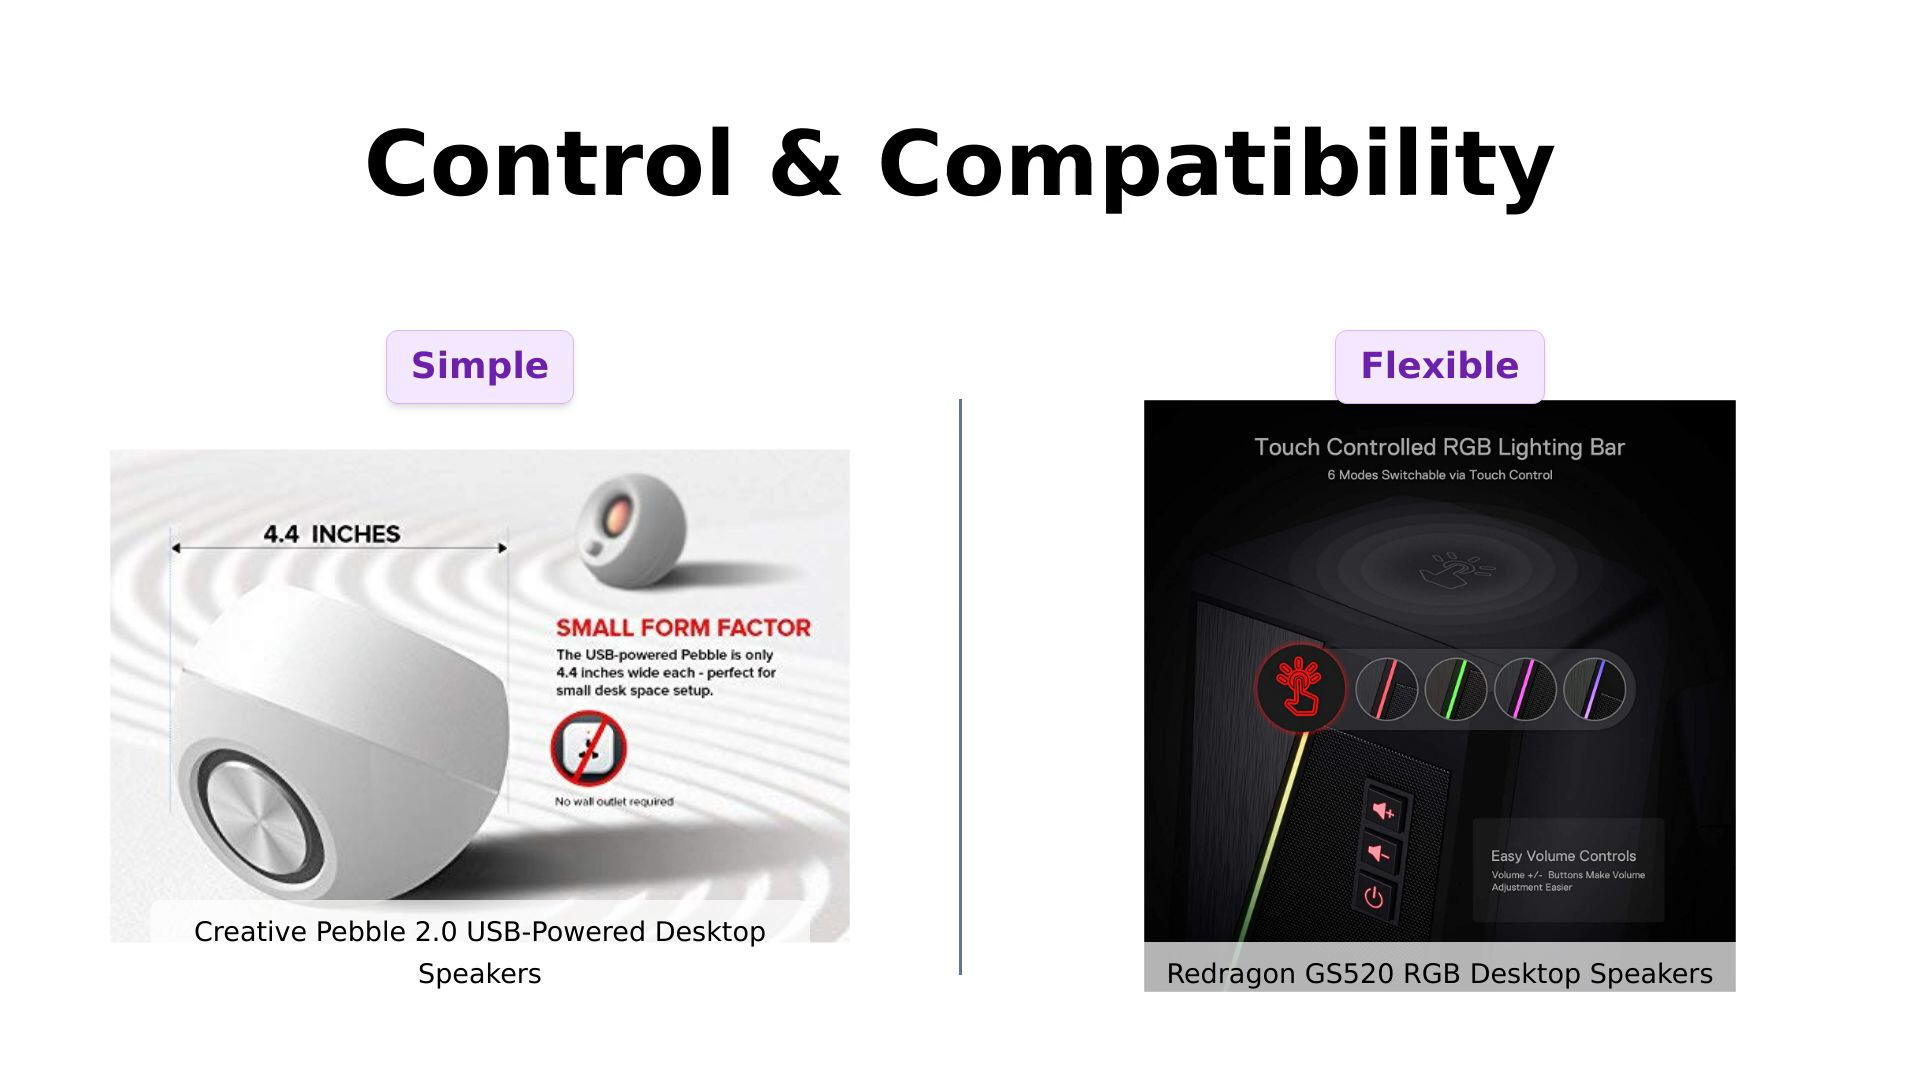 Control & Compatibility
Simple
4.4 INCHES
SMALL FORM FACTOR
The USB-powered Pebble is only
4.4 inches wide each - perfect for
small desk space setup.
No wall outlet required
Creative Pebble 2.0 USB-Powered Desktop
Speakers
Flexible
Touch Controlled RGB Lighting Bar
6 Modes Switchable via Touch Control
Easy Volume Controls
Volume +/- Buttons Make Volume
Adjustment Easier
Redragon GS520 RGB Desktop Speakers